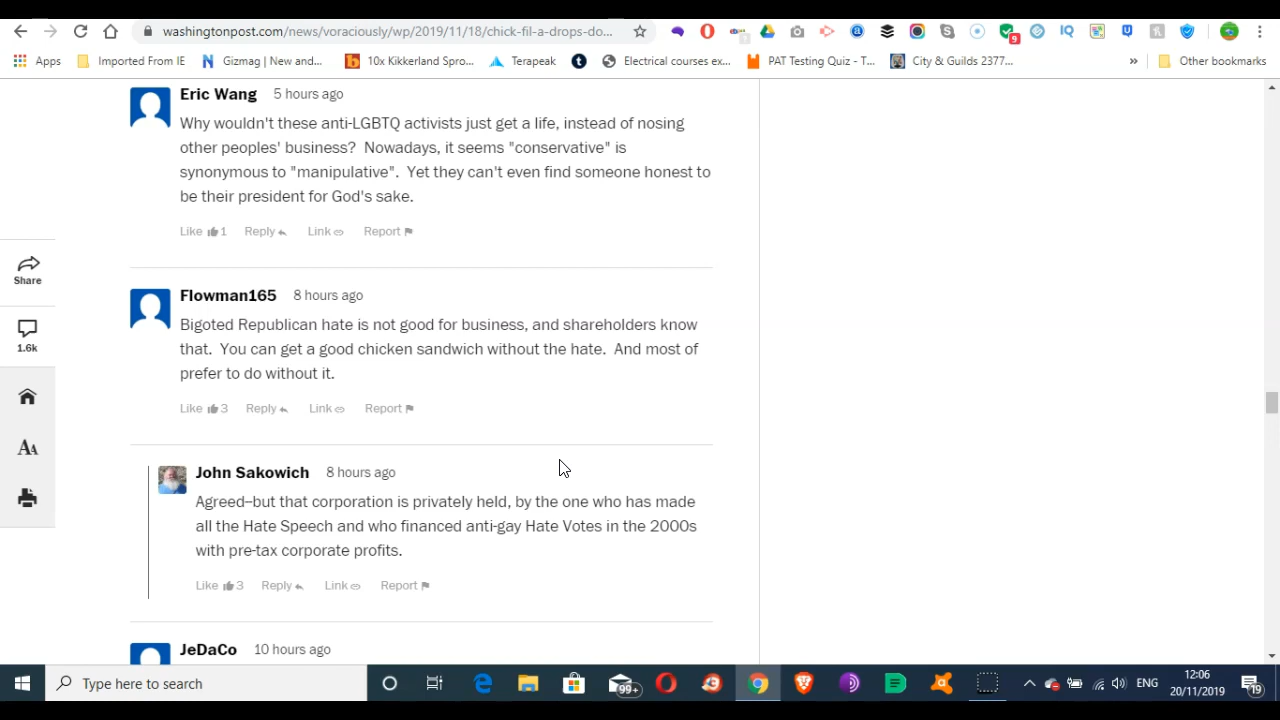 washingtonpost.com/news/voraciously/wp/2019/11/18/chick-fil-a-drops-do...
9
Apps
Imported From IE
Gizmag | New and...
10x Kikkerland Spro...
Terapeak
Electrical courses ex...
PAT Testing Quiz - T...
City & Guilds 2377...
»
Other bookmarks
Eric Wang 5 hours ago
Why wouldn't these anti-LGBTQ activists just get a life, instead of nosing
other peoples' business? Nowadays, it seems "conservative" is
synonymous to "manipulative". Yet they can't even find someone honest to
be their president for God's sake.
Like 1 Reply Link Report
Share
Flowman165 8 hours ago
Bigoted Republican hate is not good for business, and shareholders know
that. You can get a good chicken sandwich without the hate. And most of
prefer to do without it.
1.6k
Like 3 Reply Link Report
AA
John Sakowich 8 hours ago
Agreed--but that corporation is privately held, by the one who has made
all the Hate Speech and who financed anti-gay Hate Votes in the 2000s
with pre-tax corporate profits.
Like 3 Reply Link Report
JeDaCo 10 hours ago
Type here to search
99+
ENG
12:06
20/11/2019
19